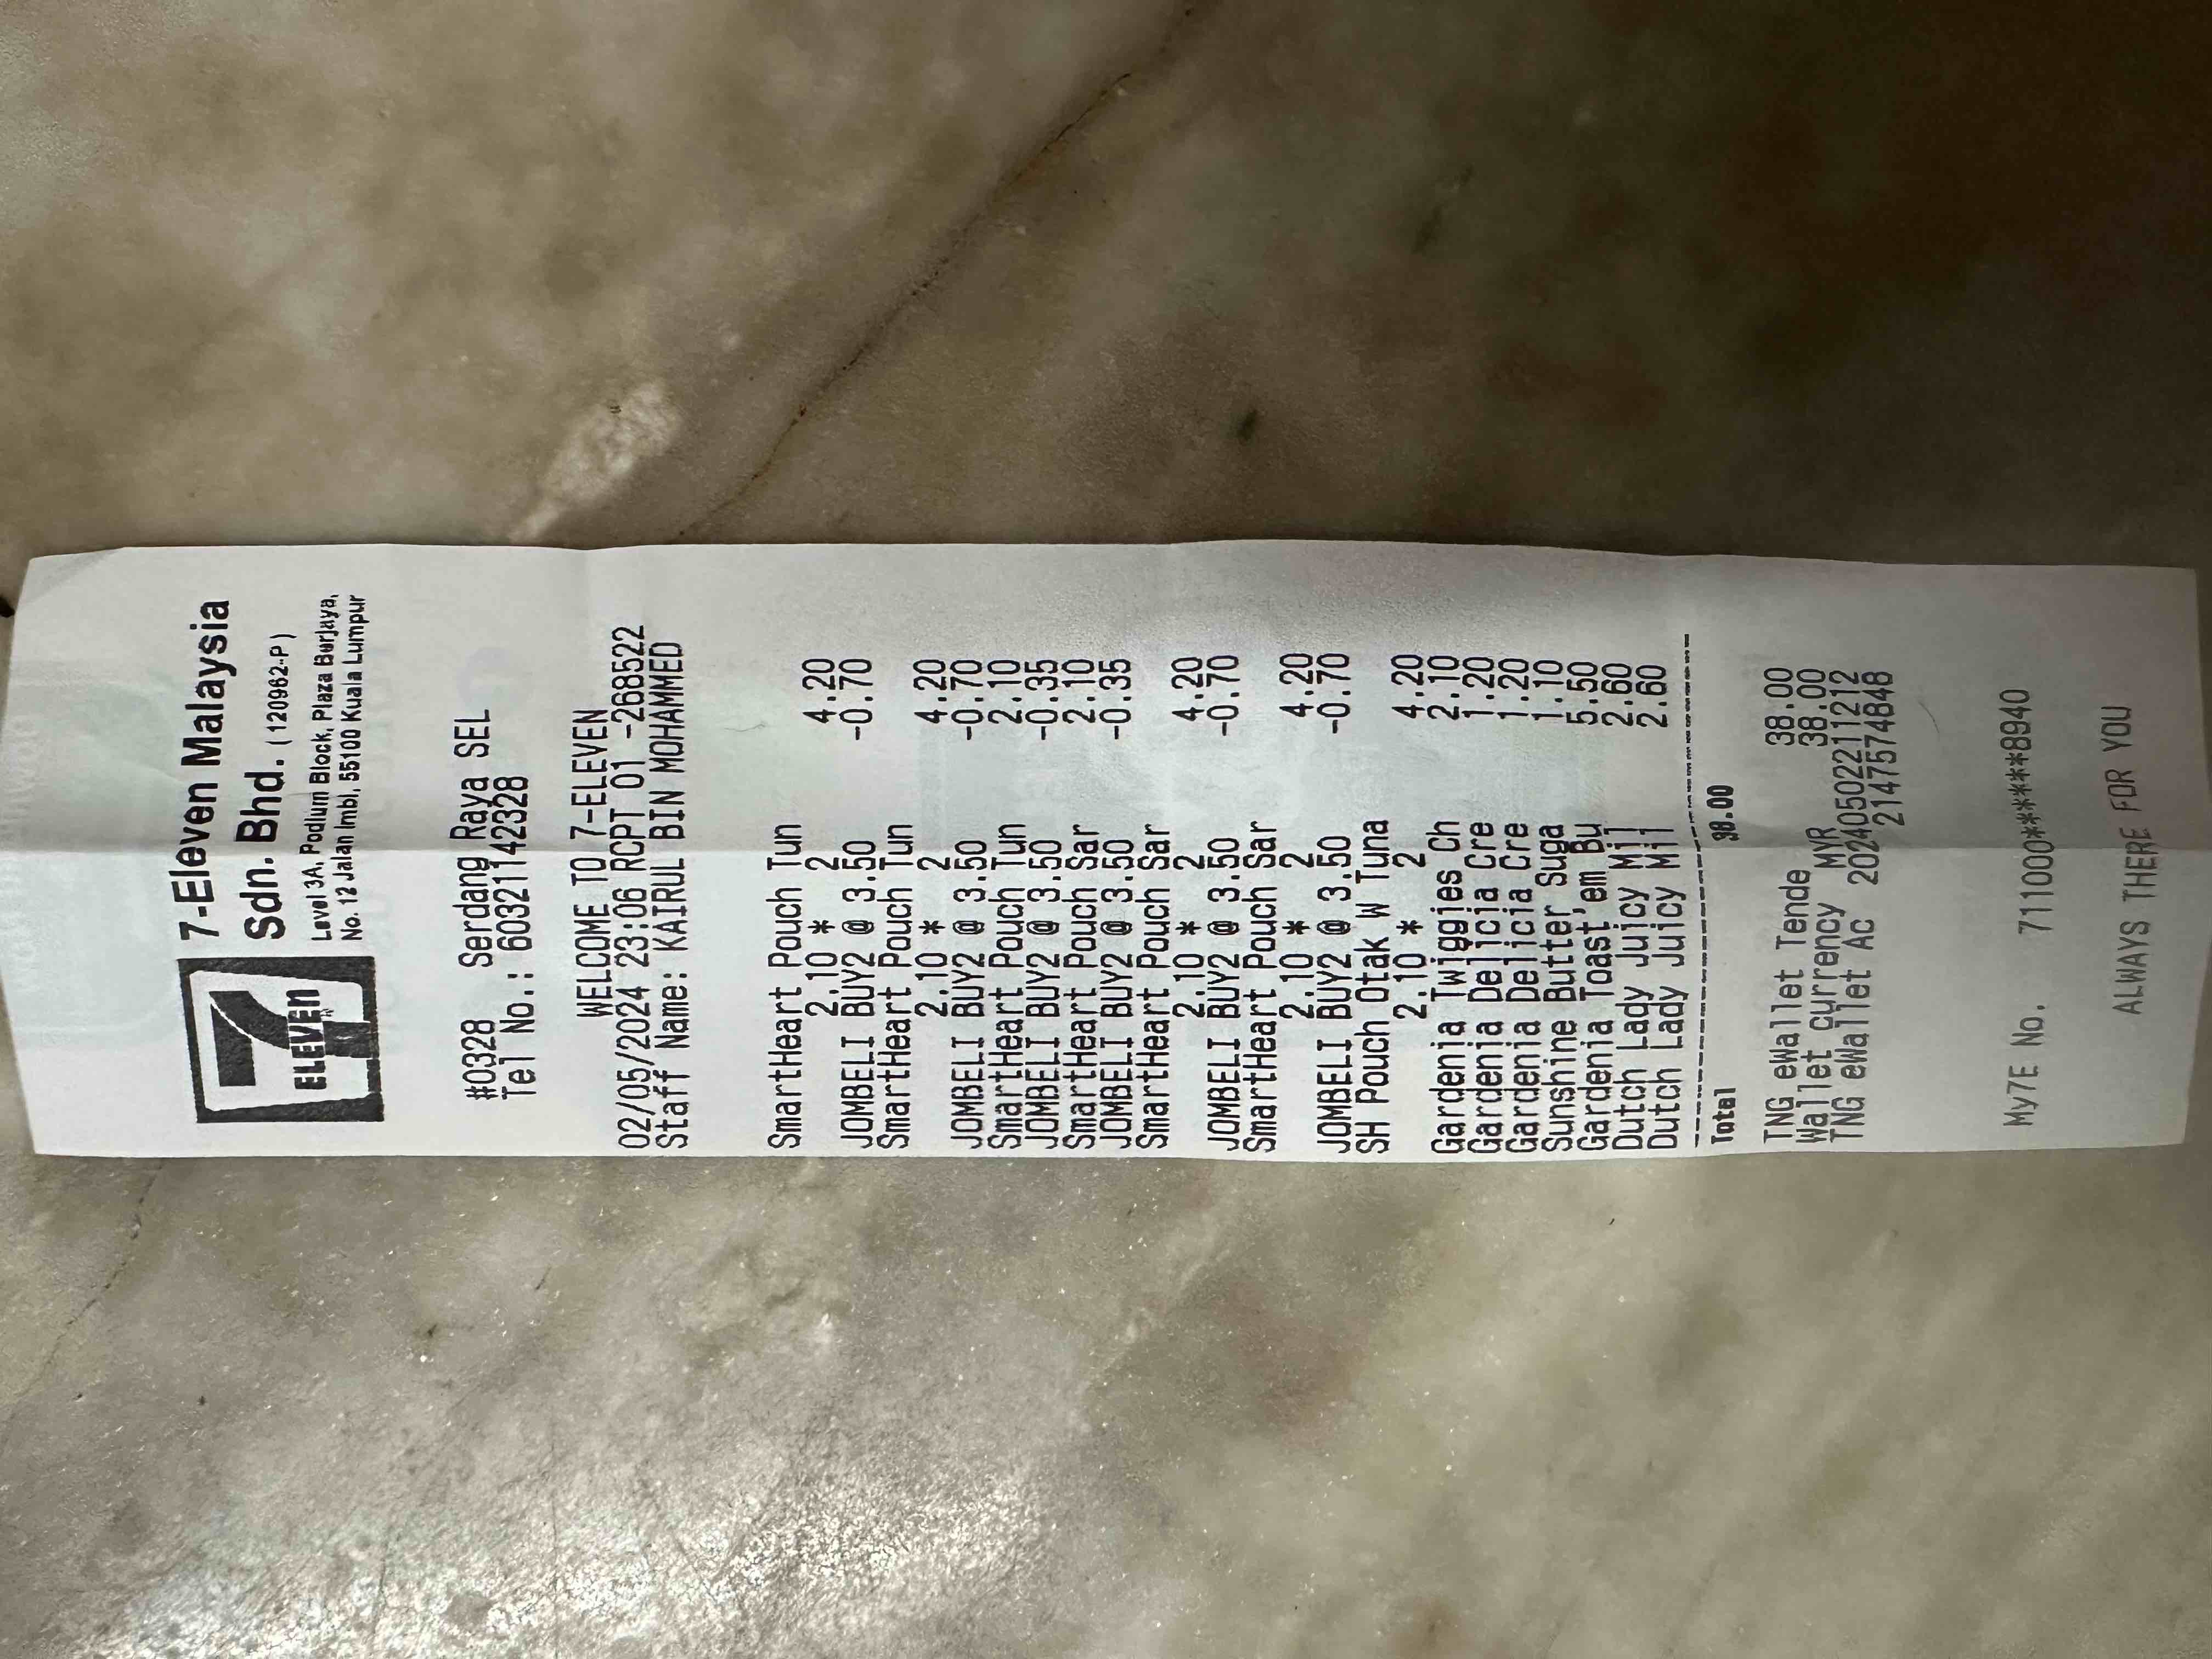 7-Eleven Malaysia
Sdn. Bhd. (120962-P)
Level 3A, Podium Block, Plaza Berjaya,
No. 12 Jalan Imbi, 55100 Kuala Lumpur
ELEVEN
#0328 Serdang Raya SEL
Tel No.: 60321142328
WELCOME TO 7-ELEVEN
02/05/2024 23:06 RCPT 01 -268522
Staff Name: KAIRUL BIN MOHAMMED
SmartHeart Pouch Tun
2.10 * 2 4.20
JOMBELI BUY2 @ 3.50 -0.70
SmartHeart Pouch Tun
2.10 * 2 4.20
JOMBELI BUY2 @ 3.50 -0.70
SmartHeart Pouch Tun 2.10
JOMBELI BUY2 @ 3.50 -0.35
SmartHeart Pouch Sar 2.10
JOMBELI BUY2 @ 3.50 -0.35
SmartHeart Pouch Sar
2.10 * 2 4.20
JOMBELI BUY2 @ 3.50 -0.70
SmartHeart Pouch Sar
2.10 * 2 4.20
JOMBELI BUY2 @ 3.50 -0.70
SH Pouch Otak W Tuna
2.10 * 2 4.20
Gardenia Twiggies Ch 2.10
Gardenia Delicia Cre 1.20
Gardenia Delicia Cre 1.20
Sunshine Butter Suga 1.10
Gardenia Toast'em Bu 5.50
Dutch Lady Juicy Mil 2.60
Dutch Lady Juicy Mil 2.60
Total 38.00
TNG eWallet Tende 38.00
Wallet currency MYR 38.00
TNG eWallet Ac 2024050221121​2
2147574848
My7E No. 711000******8940
ALWAYS THERE FOR YOU